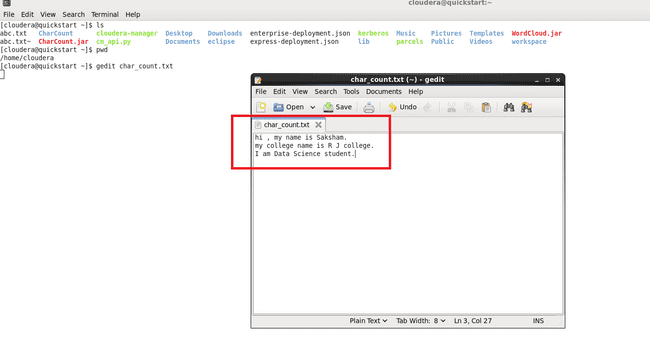 cloudera@quickstart:~
File Edit View Search Terminal Help
[cloudera@quickstart ~]$ ls
abc.txt CharCount cloudera-manager Desktop Downloads enterprise-deployment.json kerberos Music Pictures Templates WordCloud.jar
abc.txt~ CharCount.jar cm_api.py Documents eclipse express-deployment.json lib parcels Public Videos workspace
[cloudera@quickstart ~]$ pwd
/home/cloudera
[cloudera@quickstart ~]$ gedit char_count.txt
char_count.txt (~) - gedit
File Edit View Search Tools Documents Help
Open Save Undo
char_count.txt
hi , my name is Saksham.
my college name is R J college.
I am Data Science student.
Plain Text Tab Width: 8 Ln 3, Col 27 INS